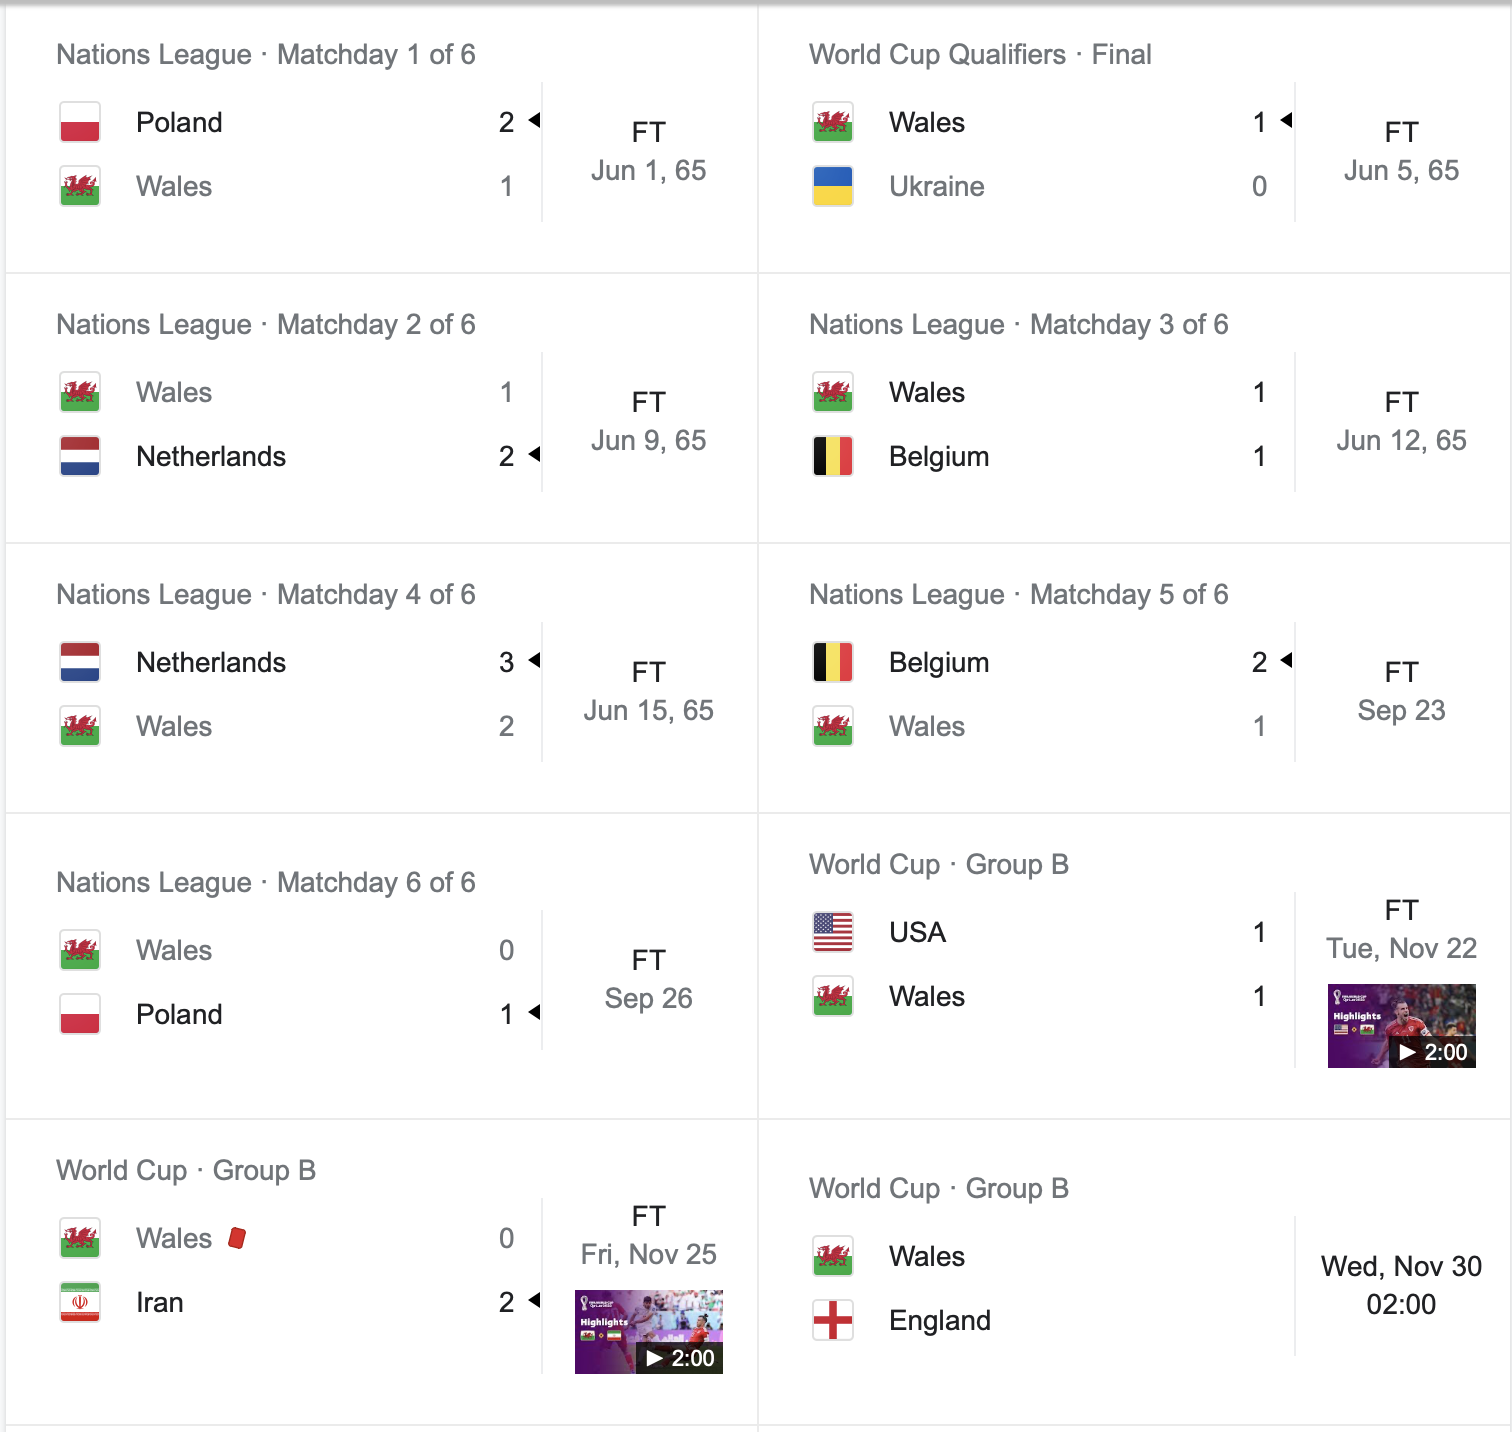 Nations League · Matchday 1 of 6
Poland 2
Wales 1
FT
Jun 1, 65
World Cup Qualifiers · Final
Wales 1
Ukraine 0
FT
Jun 5, 65
Nations League · Matchday 2 of 6
Wales 1
Netherlands 2
FT
Jun 9, 65
Nations League · Matchday 3 of 6
Wales 1
Belgium 1
FT
Jun 12, 65
Nations League · Matchday 4 of 6
Netherlands 3
Wales 2
FT
Jun 15, 65
Nations League · Matchday 5 of 6
Belgium 2
Wales 1
FT
Sep 23
Nations League · Matchday 6 of 6
Wales 0
Poland 1
FT
Sep 26
World Cup · Group B
USA 1
Wales 1
FT
Tue, Nov 22
Highlights
2:00
World Cup · Group B
Wales 0
Iran 2
FT
Fri, Nov 25
Highlights
2:00
World Cup · Group B
Wales
England
Wed, Nov 30
02:00